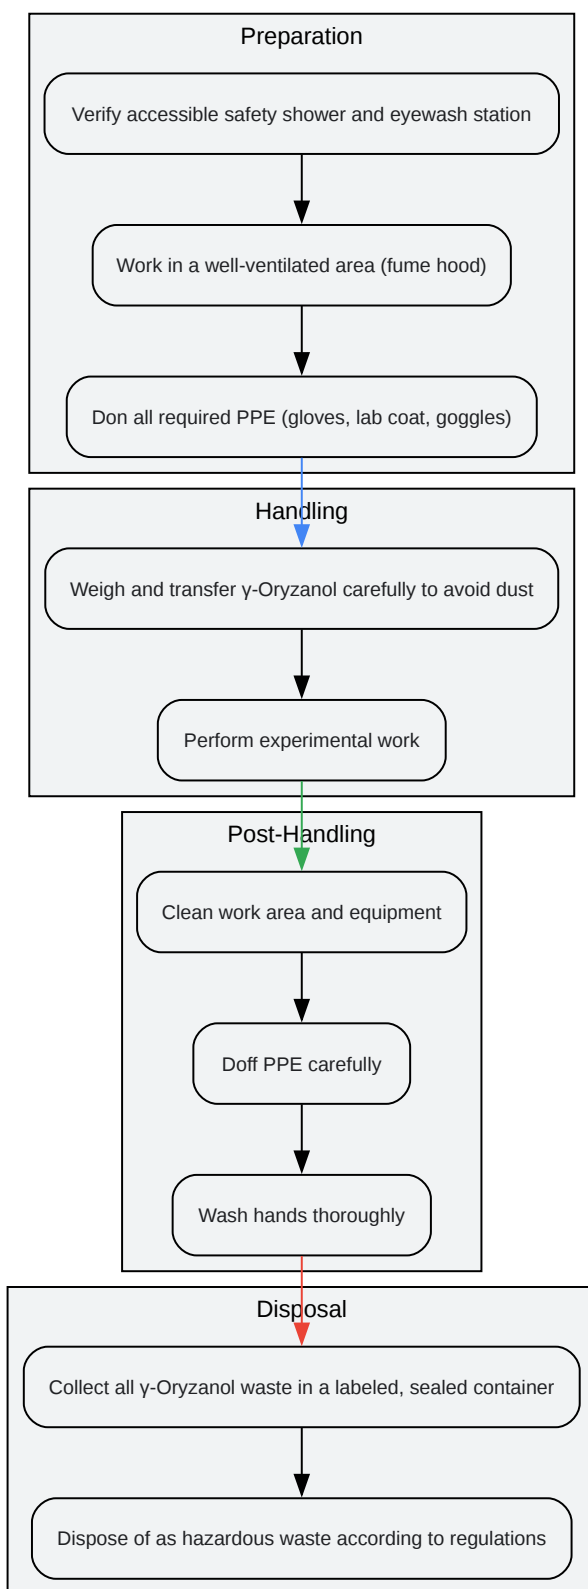 Preparation
Verify accessible safety shower and eyewash station
Work in a well-ventilated area (fume hood)
Don all required PPE (gloves, lab coat, goggles)
Handling
Weigh and transfer γ-Oryzanol carefully to avoid dust
Perform experimental work
Post-Handling
Clean work area and equipment
Doff PPE carefully
Wash hands thoroughly
Disposal
Collect all γ-Oryzanol waste in a labeled, sealed container
Dispose of as hazardous waste according to regulations